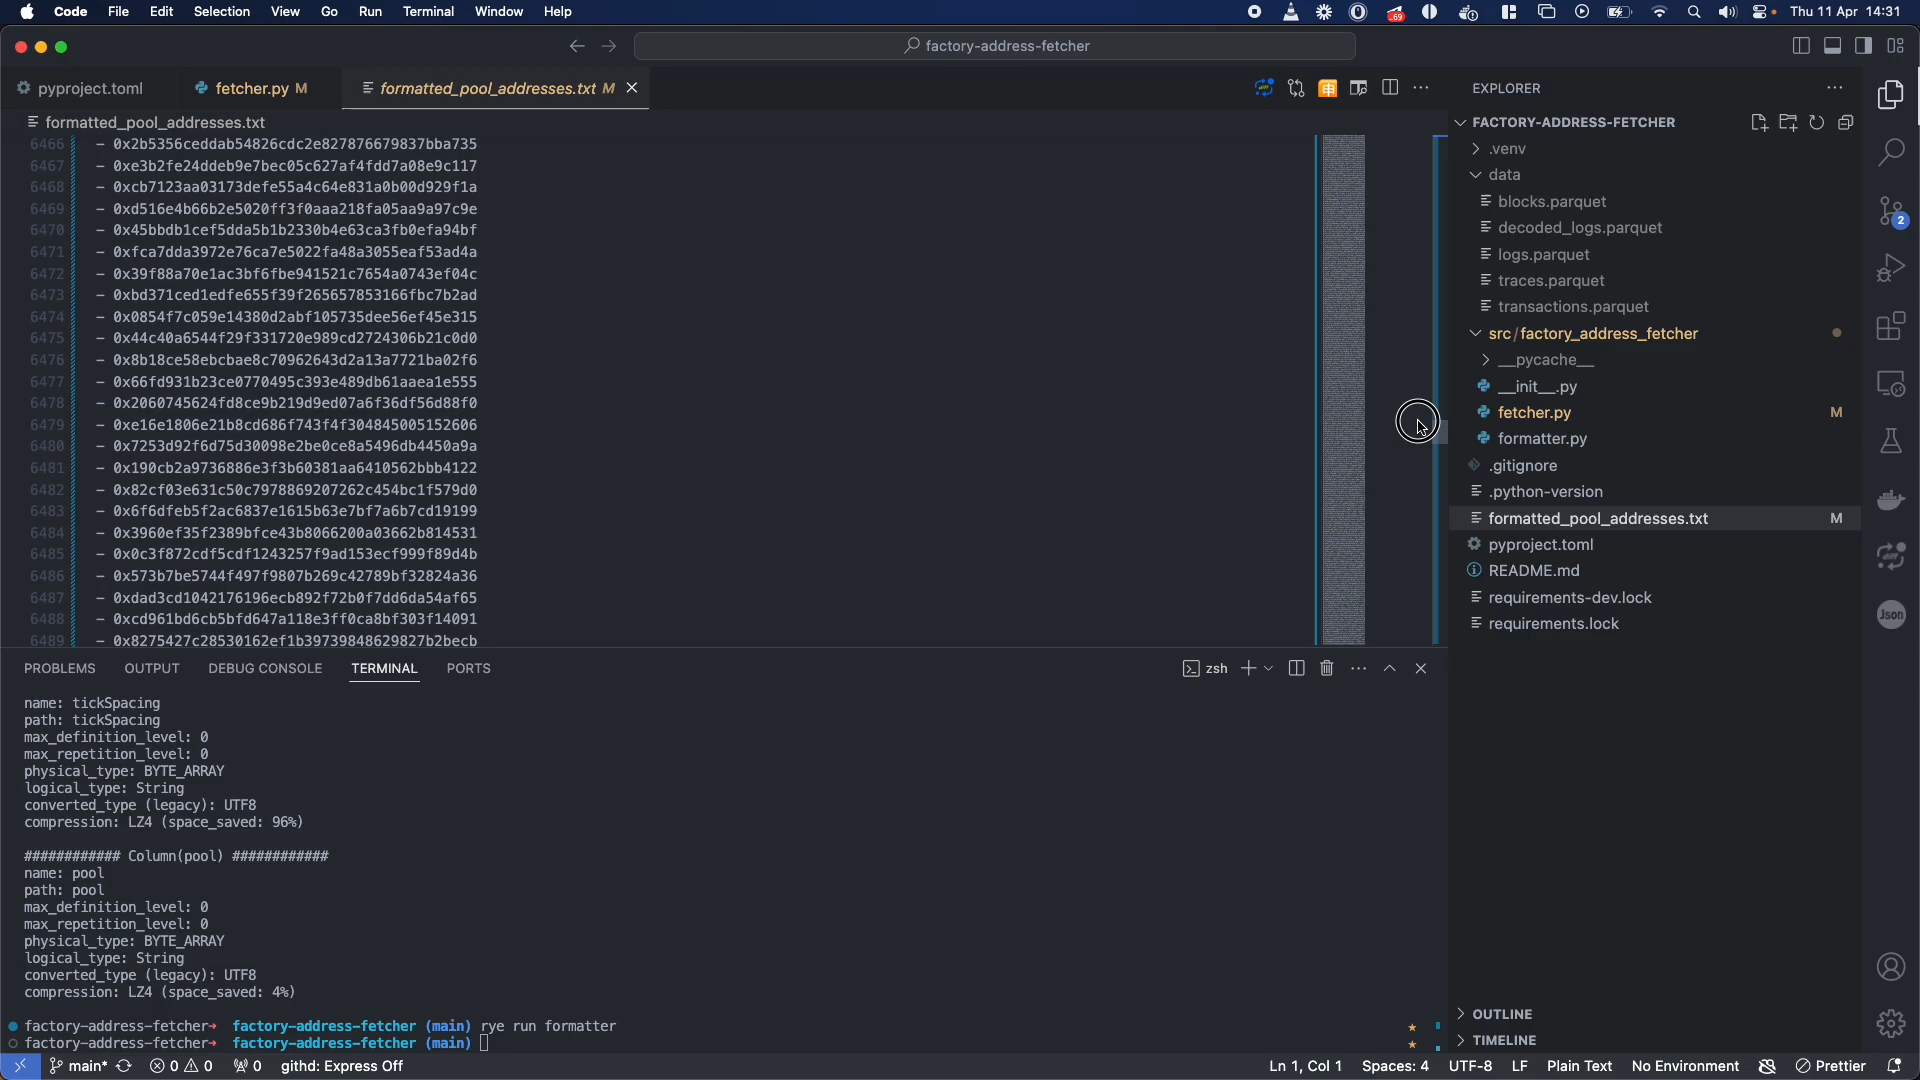 Code File Edit Selection View Go Run Terminal Window Help
69
Thu 11 Apr 14:31
factory-address-fetcher
pyproject.toml
fetcher.py M
formatted_pool_addresses.txt M
EXPLORER
formatted_pool_addresses.txt
6466 - 0x2b5356ceddab54826cdc2e827876679837bba735
6467 - 0xe3b2fe24ddeb9e7bec05c627af4fdd7a08e9c117
6468 - 0xcb7123aa03173defe55a4c64e831a0b00d929f1a
6469 - 0xd516e4b66b2e5020ff3f0aaa218fa05aa9a97c9e
6470 - 0x45bbdb1cef5dda5b1b2330b4e63ca3fb0efa94bf
6471 - 0xfca7dda3972e76ca7e5022fa48a3055eaf53ad4a
6472 - 0x39f88a70e1ac3bf6fbe941521c7654a0743ef04c
6473 - 0xbd371ced1edfe655f39f265657853166fbc7b2ad
6474 - 0x0854f7c059e14380d2abf105735dee56ef45e315
6475 - 0x44c40a6544f29f331720e989cd2724306b21c0d0
6476 - 0x8b18ce58ebcbae8c70962643d2a13a7721ba02f6
6477 - 0x66fd931b23ce0770495c393e489db61aaea1e555
6478 - 0x2060745624fd8ce9b219d9ed07a6f36df56d88f0
6479 - 0xe16e1806e21b8cd686f743f4f304845005152606
6480 - 0x7253d92f6d75d30098e2be0ce8a5496db4450a9a
6481 - 0x190cb2a9736886e3f3b60381aa6410562bbb4122
6482 - 0x82cf03e631c50c7978869207262c454bc1f579d0
6483 - 0x6f6dfeb5f2ac6837e1615b63e7bf7a6b7cd19199
6484 - 0x3960ef35f2389bfce43b8066200a03662b814531
6485 - 0x0c3f872cdf5cdf1243257f9ad153ecf999f89d4b
6486 - 0x573b7be5744f497f9807b269c42789bf32824a36
6487 - 0xdad3cd1042176196ecb892f72b0f7dd6da54af65
6488 - 0xcd961bd6cb5bfd647a118e3ff0ca8bf303f14091
6489 - 0x8275427c28530162ef1b39739848629827b2becb
FACTORY-ADDRESS-FETCHER
.venv
data
blocks.parquet
decoded_logs.parquet
logs.parquet
traces.parquet
transactions.parquet
src/factory_address_fetcher
__pycache__
__init__.py
fetcher.py M
formatter.py
.gitignore
.python-version
formatted_pool_addresses.txt M
pyproject.toml
README.md
requirements-dev.lock
requirements.lock
OUTLINE
TIMELINE
2
Json
PROBLEMS OUTPUT DEBUG CONSOLE TERMINAL PORTS
zsh
name: tickSpacing
path: tickSpacing
max_definition_level: 0
max_repetition_level: 0
physical_type: BYTE_ARRAY
logical_type: String
converted_type (legacy): UTF8
compression: LZ4 (space_saved: 96%)
############ Column(pool) ############
name: pool
path: pool
max_definition_level: 0
max_repetition_level: 0
physical_type: BYTE_ARRAY
logical_type: String
converted_type (legacy): UTF8
compression: LZ4 (space_saved: 4%)
factory-address-fetcher→ factory-address-fetcher (main) rye run formatter
factory-address-fetcher→ factory-address-fetcher (main)
main* 0 0 0 githd: Express Off
Ln 1, Col 1 Spaces: 4 UTF-8 LF Plain Text No Environment Prettier